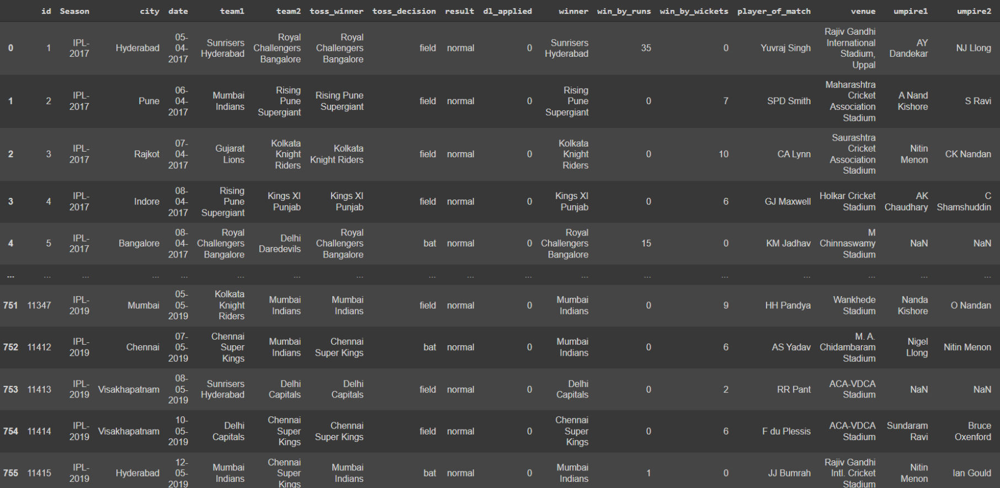 id Season city date team1 team2 toss_winner toss_decision result dl_applied winner win_by_runs win_by_wickets player_of_match venue umpire1 umpire2
0 1 IPL-2017 Hyderabad 05-04-2017 Sunrisers Hyderabad Royal Challengers Bangalore Royal Challengers Bangalore field normal 0 Sunrisers Hyderabad 35 0 Yuvraj Singh Rajiv Gandhi International Stadium, Uppal AY Dandekar NJ Llong
1 2 IPL-2017 Pune 06-04-2017 Mumbai Indians Rising Pune Supergiant Rising Pune Supergiant field normal 0 Rising Pune Supergiant 0 7 SPD Smith Maharashtra Cricket Association Stadium A Nand Kishore S Ravi
2 3 IPL-2017 Rajkot 07-04-2017 Gujarat Lions Kolkata Knight Riders Kolkata Knight Riders field normal 0 Kolkata Knight Riders 0 10 CA Lynn Saurashtra Cricket Association Stadium Nitin Menon CK Nandan
3 4 IPL-2017 Indore 08-04-2017 Rising Pune Supergiant Kings XI Punjab Kings XI Punjab field normal 0 Kings XI Punjab 0 6 GJ Maxwell Holkar Cricket Stadium AK Chaudhary C Shamshuddin
4 5 IPL-2017 Bangalore 08-04-2017 Royal Challengers Bangalore Delhi Daredevils Royal Challengers Bangalore bat normal 0 Royal Challengers Bangalore 15 0 KM Jadhav M Chinnaswamy Stadium NaN NaN
... ... ... ... ... ... ... ... ... ... ... ... ... ... ... ... ... ...
751 11347 IPL-2019 Mumbai 05-05-2019 Kolkata Knight Riders Mumbai Indians Mumbai Indians field normal 0 Mumbai Indians 0 9 HH Pandya Wankhede Stadium Nanda Kishore O Nandan
752 11412 IPL-2019 Chennai 07-05-2019 Chennai Super Kings Mumbai Indians Chennai Super Kings bat normal 0 Mumbai Indians 0 6 AS Yadav M. A. Chidambaram Stadium Nigel Llong Nitin Menon
753 11413 IPL-2019 Visakhapatnam 08-05-2019 Sunrisers Hyderabad Delhi Capitals Delhi Capitals field normal 0 Delhi Capitals 0 2 RR Pant ACA-VDCA Stadium NaN NaN
754 11414 IPL-2019 Visakhapatnam 10-05-2019 Delhi Capitals Chennai Super Kings Chennai Super Kings field normal 0 Chennai Super Kings 0 6 F du Plessis ACA-VDCA Stadium Sundaram Ravi Bruce Oxenford
755 11415 IPL-2019 Hyderabad 12-05-2019 Mumbai Indians Chennai Super Kings Mumbai Indians bat normal 0 Mumbai Indians 1 0 JJ Bumrah Rajiv Gandhi Intl. Cricket Stadium Nitin Menon Ian Gould